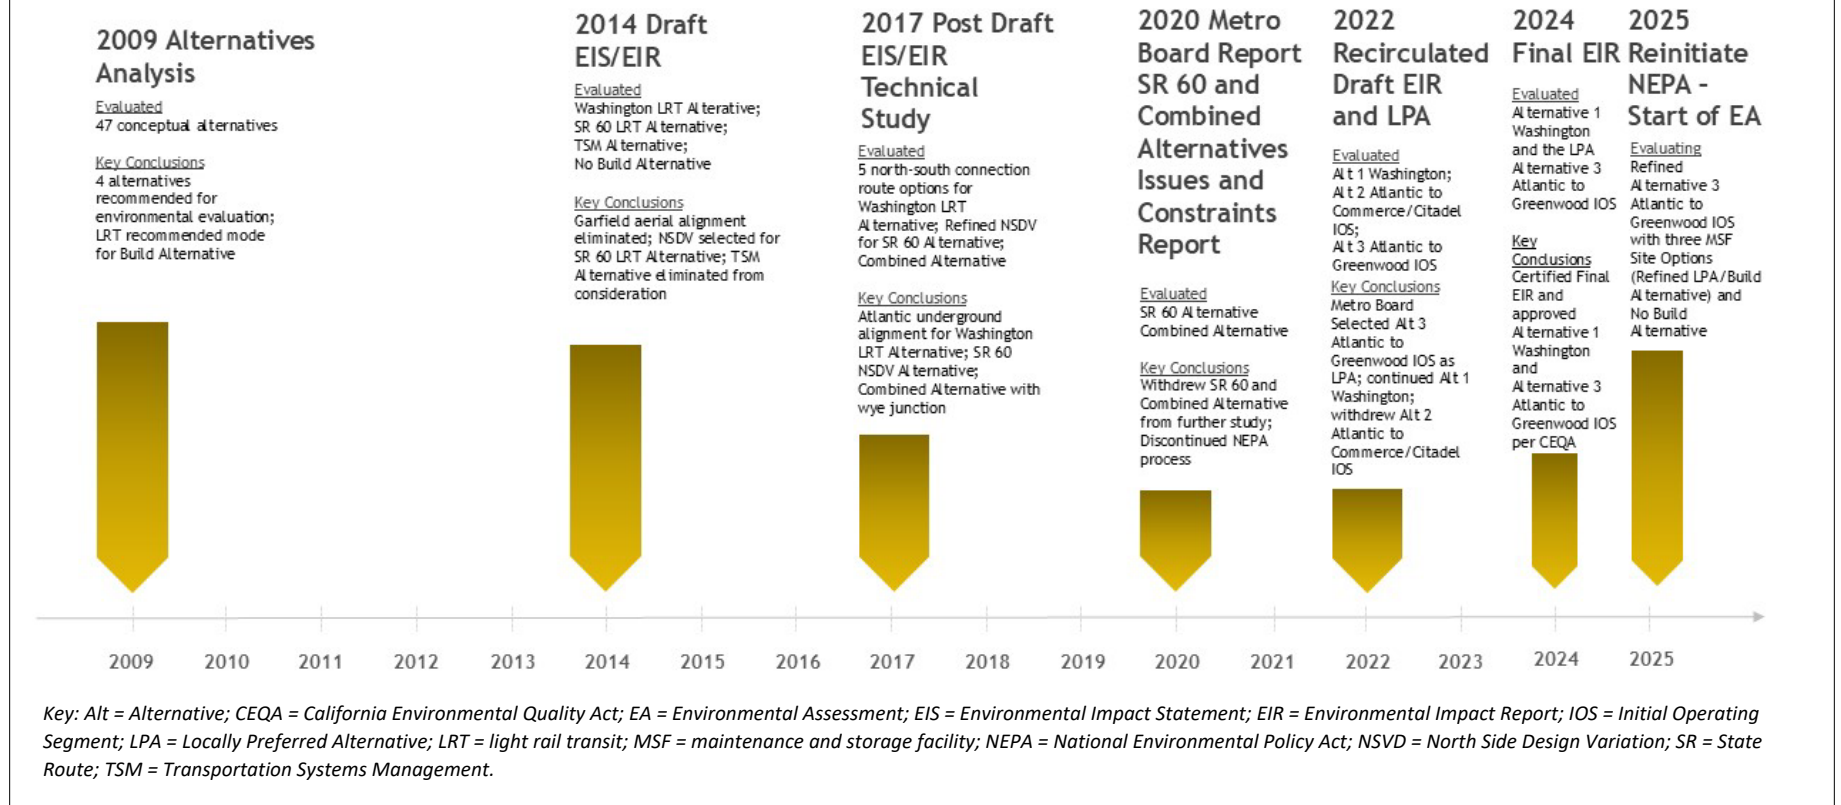 2009 Alternatives
Analysis
Evaluated
47 conceptual alternatives
Key Conclusions
4 alternatives
recommended for
environmental evaluation;
LRT recommended mode
for Build Alternative
2014 Draft
EIS/EIR
Evaluated
Washington LRT Alterative;
SR 60 LRT Alternative;
TSM Alternative;
No Build Alternative
Key Conclusions
Garfield aerial alignment
eliminated; NSDV selected for
SR 60 LRT Alternative; TSM
Alternative eliminated from
consideration
2017 Post Draft
EIS/EIR
Technical
Study
Evaluated
5 north-south connection
route options for
Washington LRT
Alternative; Refined NSDV
for SR 60 Alternative;
Combined Alternative
Key Conclusions
Atlantic underground
alignment for Washington
LRT Alternative; SR 60
NSDV Alternative;
Combined Alternative with
wye junction
2020 Metro
Board Report
SR 60 and
Combined
Alternatives
Issues and
Constraints
Report
Evaluated
SR 60 Alternative
Combined Alternative
Key Conclusions
Withdrew SR 60 and
Combined Alternative
from further study;
Discontinued NEPA
process
2022
Recirculated
Draft EIR
and LPA
Evaluated
Alt 1 Washington;
Alt 2 Atlantic to
Commerce/Citadel
IOS;
Alt 3 Atlantic to
Greenwood IOS
Key Conclusions
Metro Board
Selected Alt 3
Atlantic to
Greenwood IOS as
LPA; continued Alt 1
Washington;
withdrew Alt 2
Atlantic to
Commerce/Citadel
IOS
2024
Final EIR
Evaluated
Alternative 1
Washington
and the LPA
Alternative 3
Atlantic to
Greenwood IOS
Key
Conclusions
Certified Final
EIR and
approved
Alternative 1
Washington
and
Alternative 3
Atlantic to
Greenwood IOS
per CEQA
2025
Reinitiate
NEPA -
Start of EA
Evaluating
Refined
Alternative 3
Atlantic to
Greenwood IOS
with three MSF
Site Options
(Refined LPA/Build
Alternative) and
No Build
Alternative
2009 2010 2011 2012 2013 2014 2015 2016 2017 2018 2019 2020 2021 2022 2023 2024 2025
Key: Alt = Alternative; CEQA = California Environmental Quality Act; EA = Environmental Assessment; EIS = Environmental Impact Statement; EIR = Environmental Impact Report; IOS = Initial Operating
Segment; LPA = Locally Preferred Alternative; LRT = light rail transit; MSF = maintenance and storage facility; NEPA = National Environmental Policy Act; NSVD = North Side Design Variation; SR = State
Route; TSM = Transportation Systems Management.